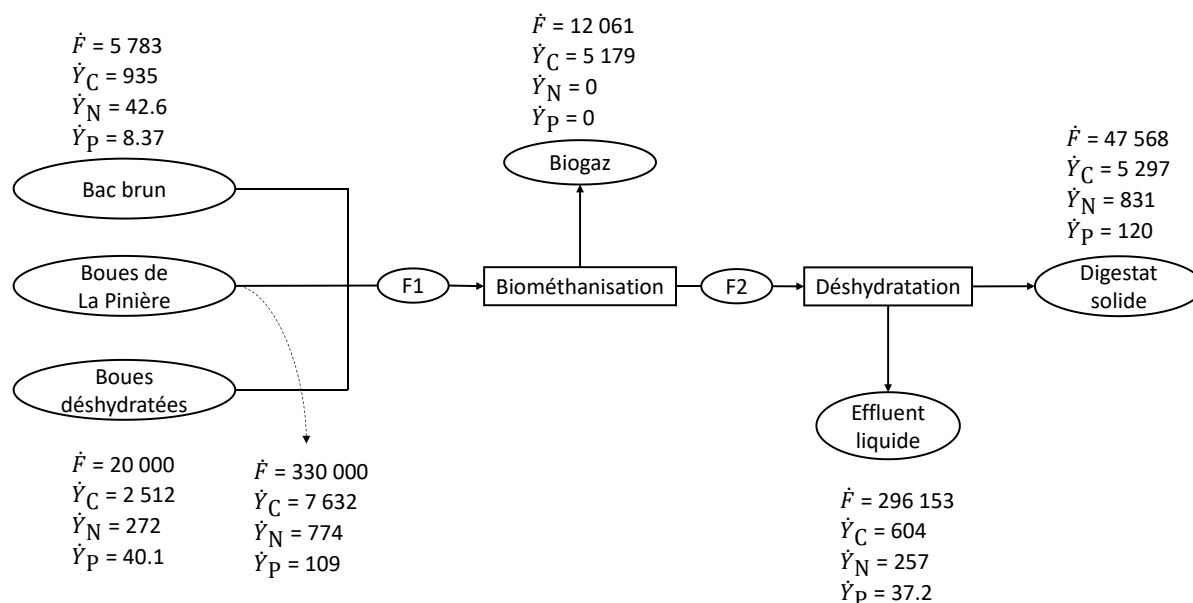 Ḟ = 5 783
Ẏ_C = 935
Ẏ_N = 42.6
Ẏ_P = 8.37
Bac brun
Boues de
La Pinière
Boues
déshydratées
Ḟ = 20 000
Ẏ_C = 2 512
Ẏ_N = 272
Ẏ_P = 40.1
Ḟ = 330 000
Ẏ_C = 7 632
Ẏ_N = 774
Ẏ_P = 109
F1
Biométhanisation
Ḟ = 12 061
Ẏ_C = 5 179
Ẏ_N = 0
Ẏ_P = 0
Biogaz
F2
Déshydratation
Ḟ = 47 568
Ẏ_C = 5 297
Ẏ_N = 831
Ẏ_P = 120
Digestat
solide
Effluent
liquide
Ḟ = 296 153
Ẏ_C = 604
Ẏ_N = 257
Ẏ_P = 37.2